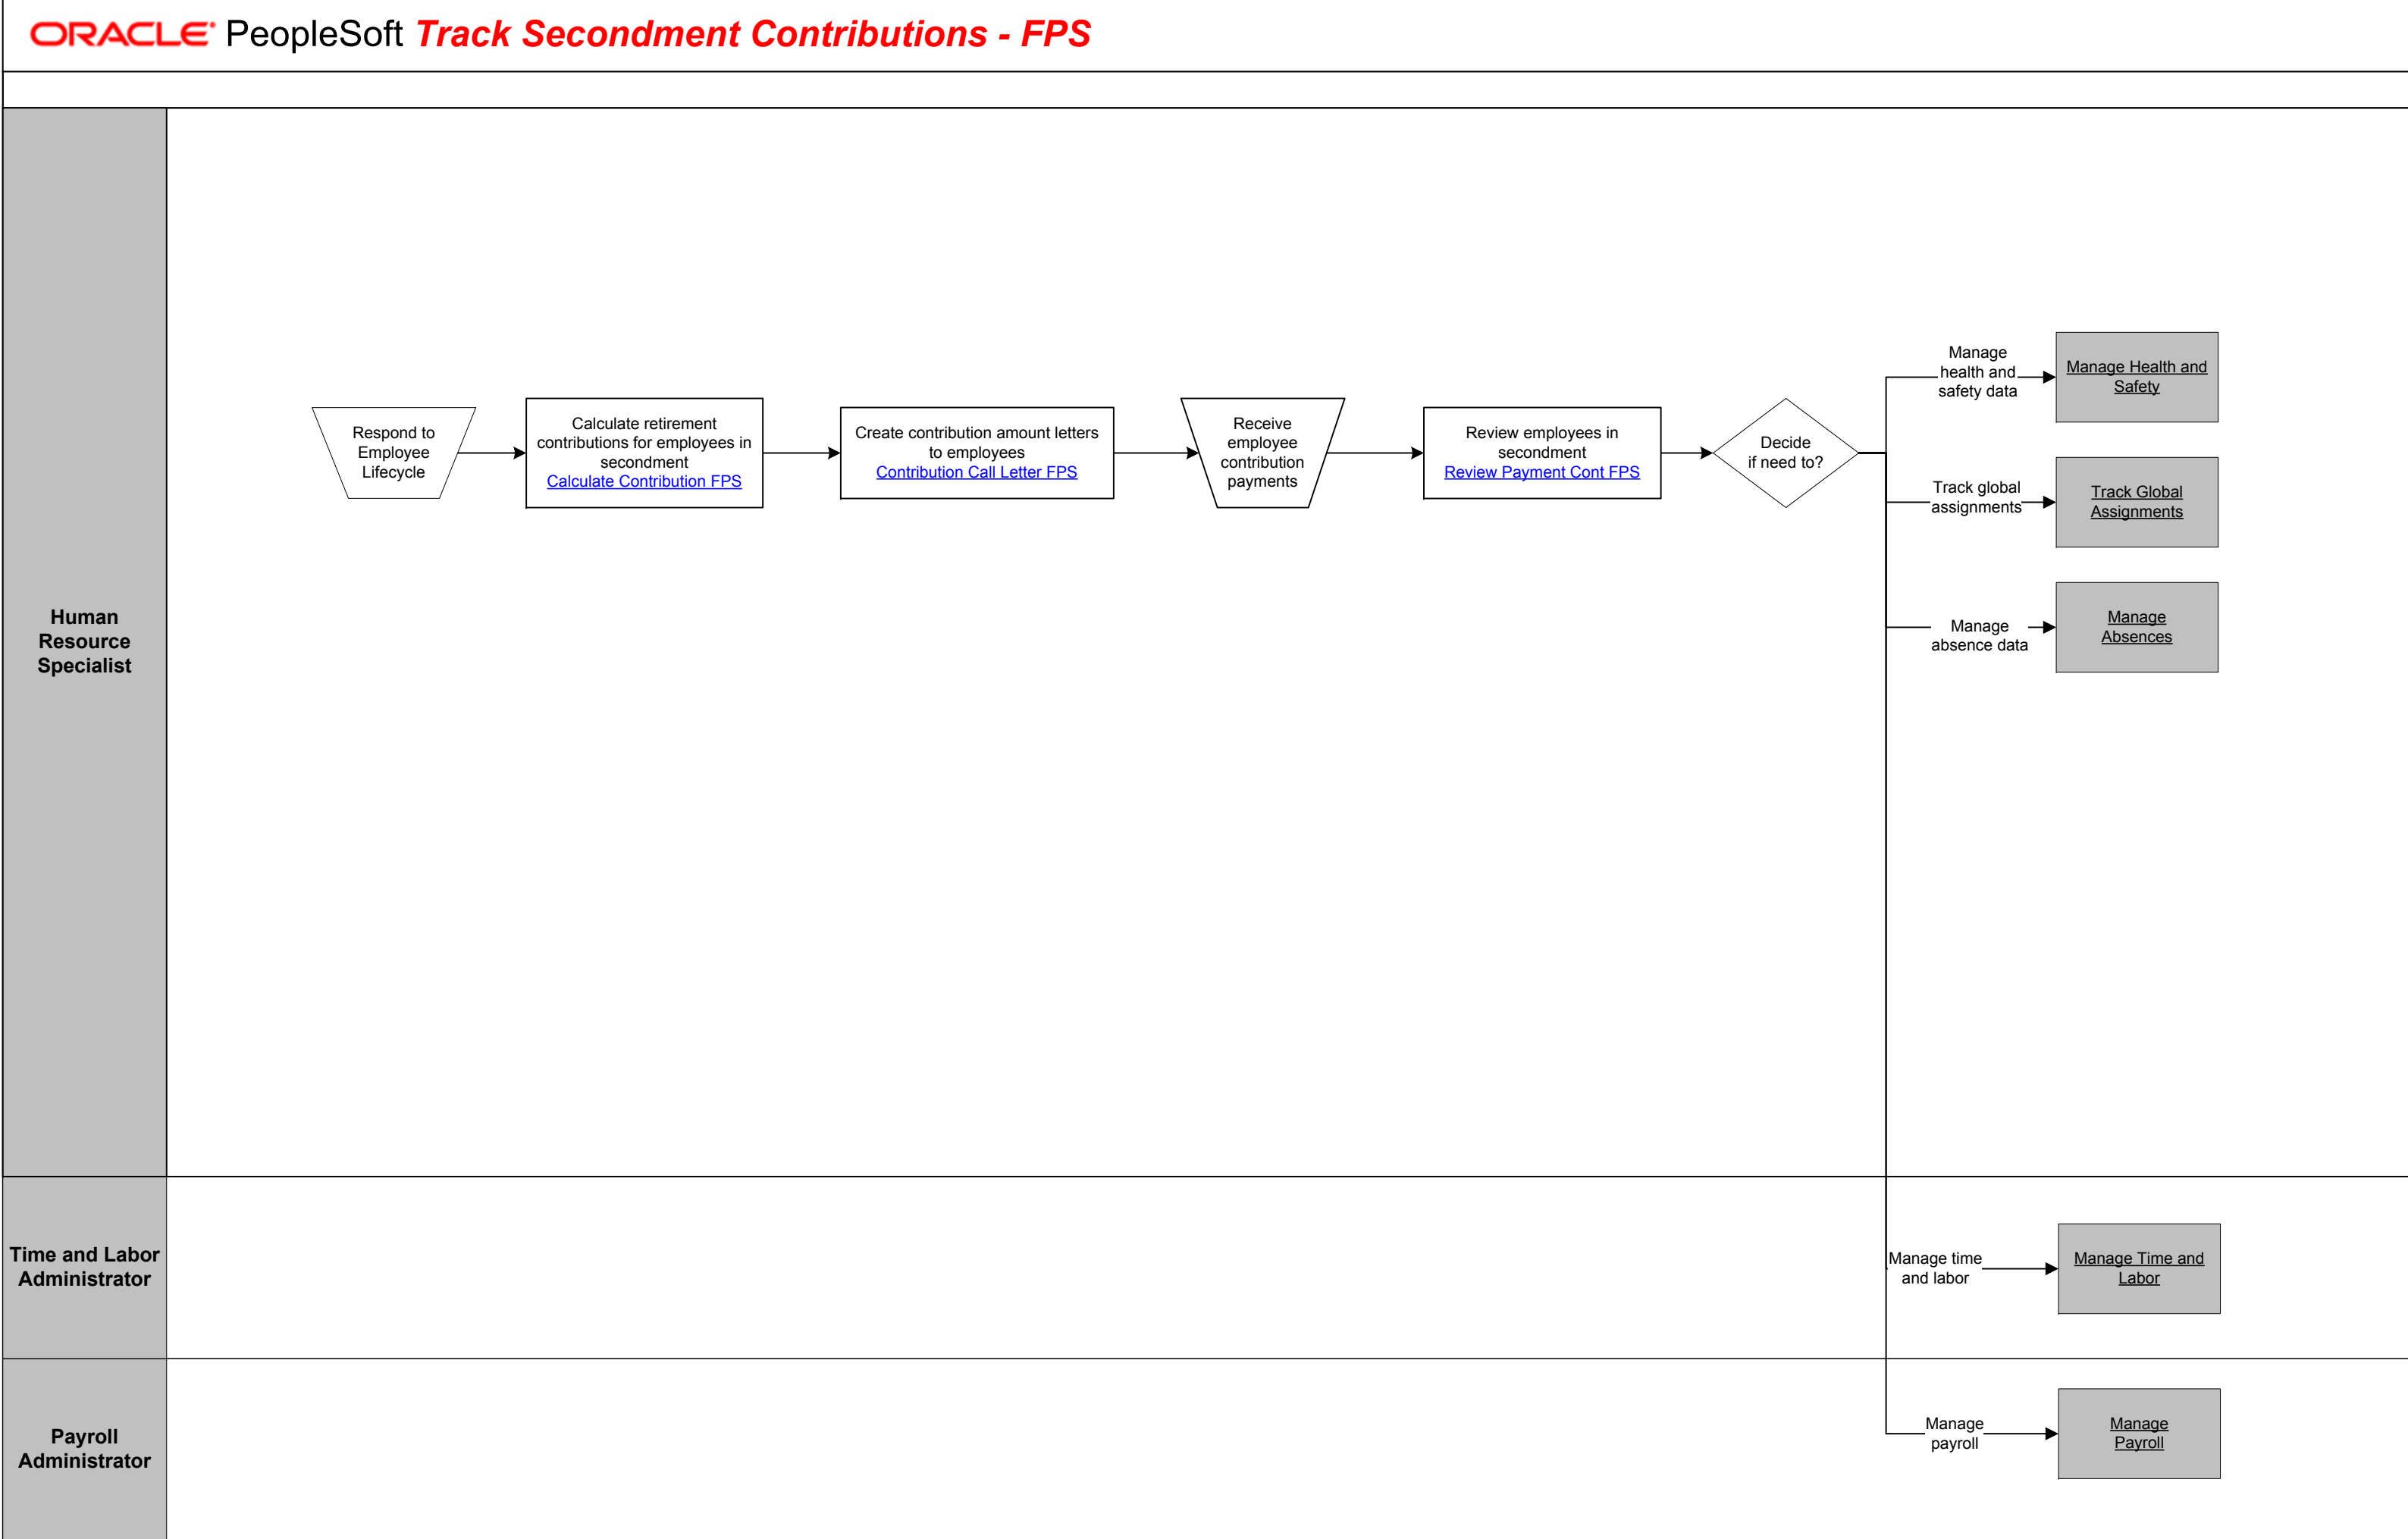 ORACLE PeopleSoft Track Secondment Contributions - FPS
Human
Resource
Specialist
Respond to
Employee
Lifecycle
Calculate retirement
contributions for employees in
secondment
Calculate Contribution FPS
Create contribution amount letters
to employees
Contribution Call Letter FPS
Receive
employee
contribution
payments
Review employees in
secondment
Review Payment Cont FPS
Decide
if need to?
Manage
health and
safety data
Manage Health and
Safety
Track global
assignments
Track Global
Assignments
Manage
absence data
Manage
Absences
Time and Labor
Administrator
Manage time
and labor
Manage Time and
Labor
Payroll
Administrator
Manage
payroll
Manage
Payroll